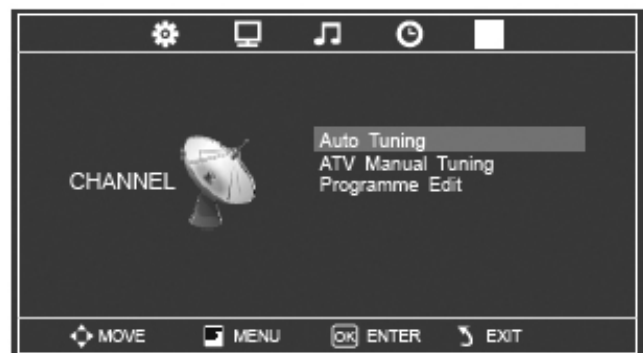 CHANNEL
Auto Tuning
ATV Manual Tuning
Programme Edit
MOVE MENU OK ENTER EXIT